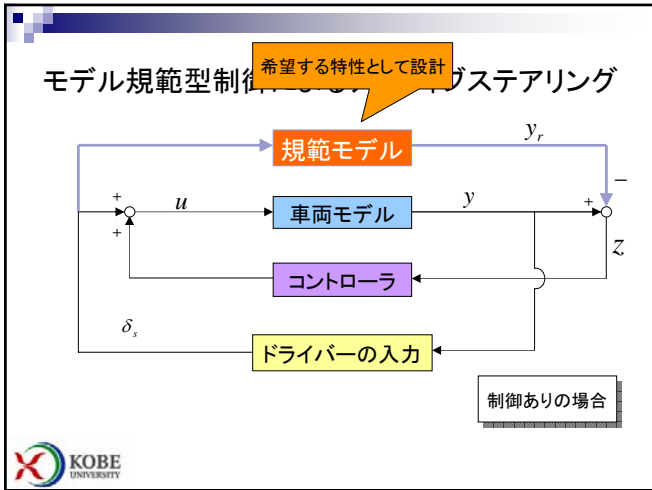 希望する特性として設計
モデル規範型制御 ブステアリング
規範モデル
y_r
−
+
u
車両モデル
y
+
+
z
コントローラ
δ_s
ドライバーの入力
制御ありの場合
KOBE
UNIVERSITY